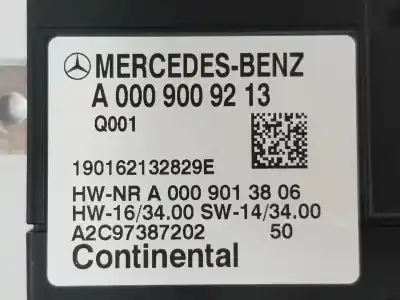 MERCEDES-BENZ
A 000 900 92 13
Q001
190162132829E
HW-NR A 000 901 38 06
HW-16/34.00 SW-14/34.00
A2C97387202 50
Continental